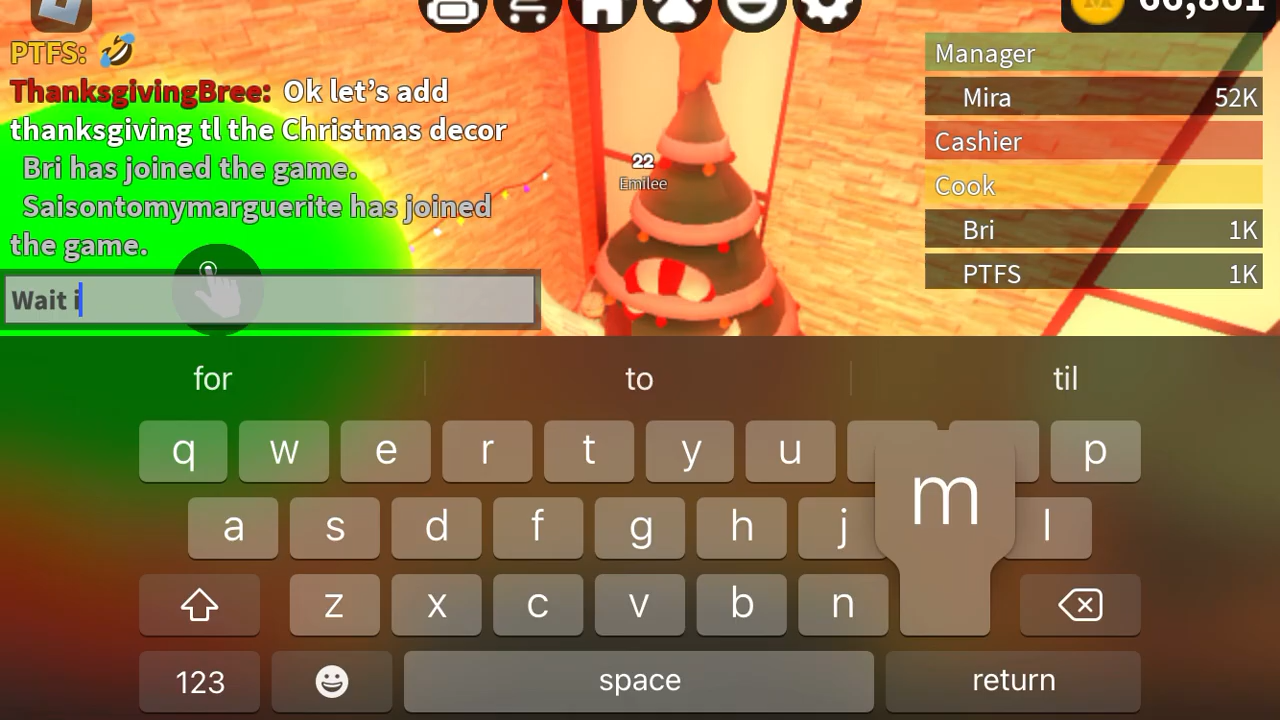 66,861
PTFS: 🤣
ThanksgivingBree: Ok let’s add
thanksgiving tl the Christmas decor
Bri has joined the game.
Saisontomymarguerite has joined
the game.
Wait i
22
Emilee
Manager
Mira 52K
Cashier
Cook
Bri 1K
PTFS 1K
for to til
q w e r t y u p
m
a s d f g h j l
z x c v b n
123 space return